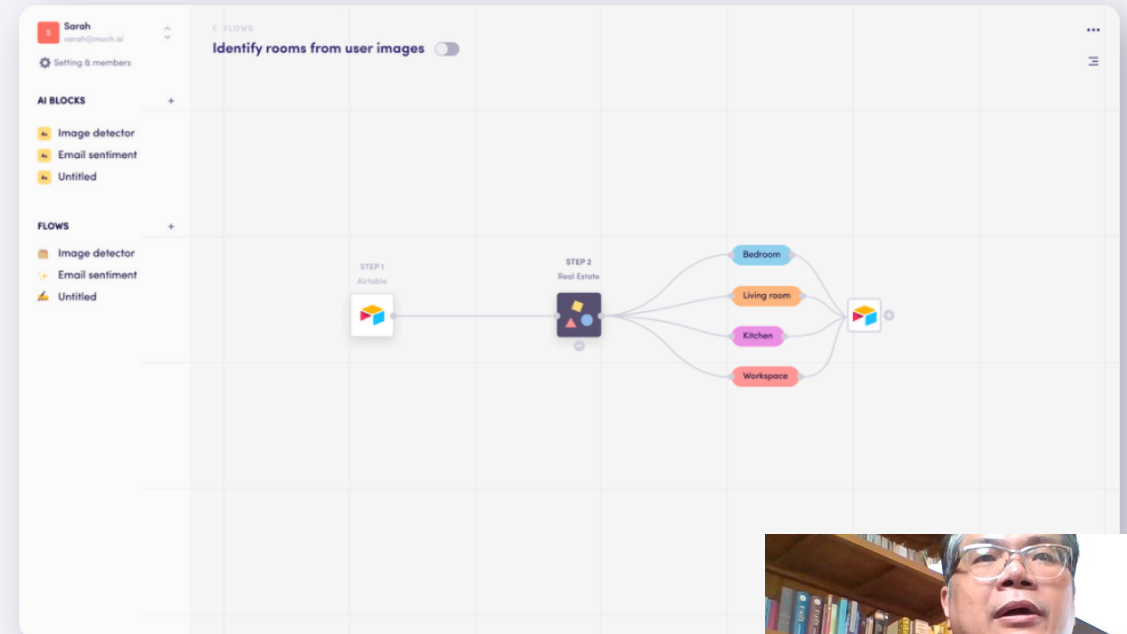 Sarah
sarah@much.ai
Setting & members
AI BLOCKS
Image detector
Email sentiment
Untitled
FLOWS
Image detector
Email sentiment
Untitled
FLOWS
Identify rooms from user images
STEP 1
Airtable
STEP 2
Real Estate
Bedroom
Living room
Kitchen
Workspace